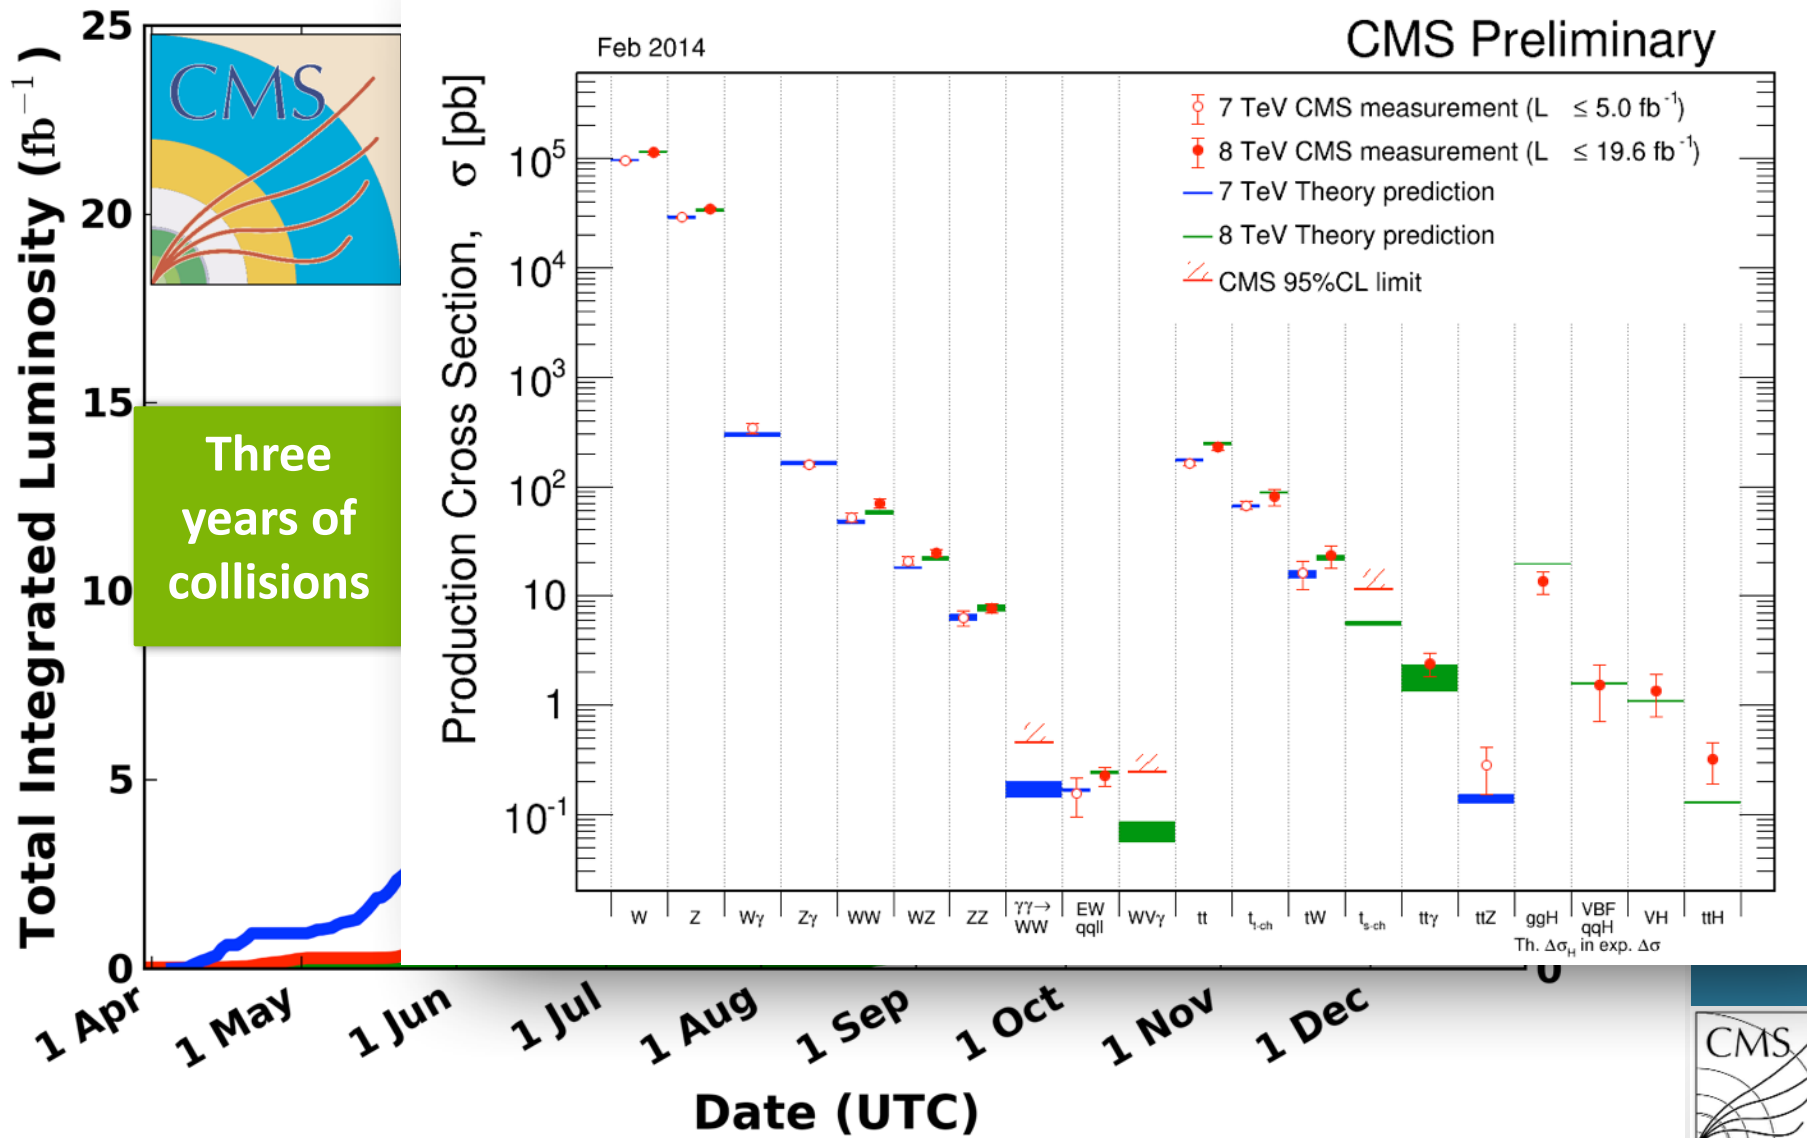 Total Integrated Luminosity (fb⁻¹)
25
20
15
10
5
0
CMS
Three
years of
collisions
Feb 2014
CMS Preliminary
Production Cross Section, σ [pb]
10⁵
10⁴
10³
10²
10
1
10⁻¹
7 TeV CMS measurement (L ≤ 5.0 fb⁻¹)
8 TeV CMS measurement (L ≤ 19.6 fb⁻¹)
7 TeV Theory prediction
8 TeV Theory prediction
CMS 95%CL limit
W Z Wγ Zγ WW WZ ZZ γγ→WW EW qqll WVγ tt t_t-ch tW t_s-ch ttγ ttZ ggH VBF qqH VH ttH
Th. Δσ_H in exp. Δσ
0
1 Apr 1 May 1 Jun 1 Jul 1 Aug 1 Sep 1 Oct 1 Nov 1 Dec
Date (UTC)
CMS